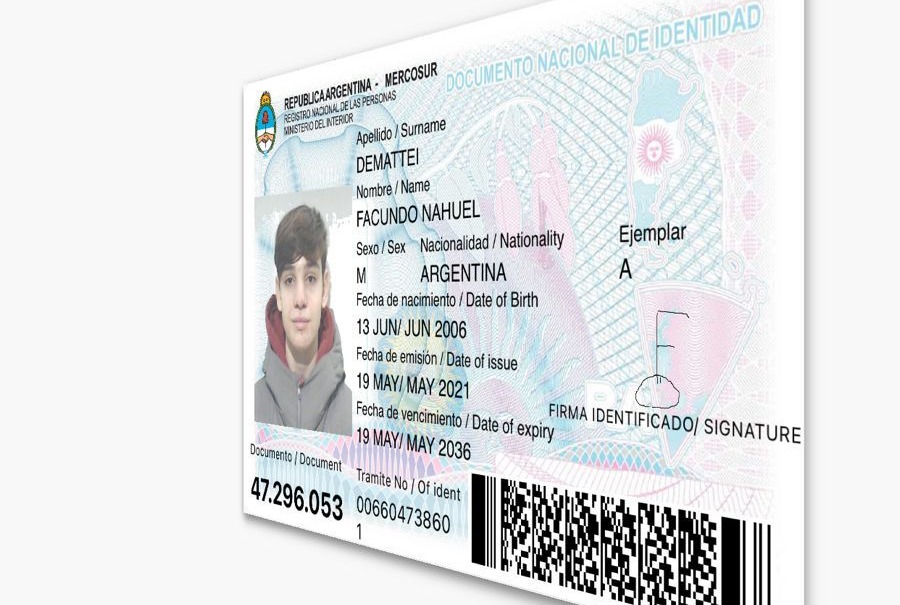 REPUBLICA ARGENTINA - MERCOSUR
REGISTRO NACIONAL DE LAS PERSONAS
MINISTERIO DEL INTERIOR
DOCUMENTO NACIONAL DE IDENTIDAD
Apellido / Surname
DEMATTEI
Nombre / Name
FACUNDO NAHUEL
Sexo / Sex Nacionalidad / Nationality
M ARGENTINA
Ejemplar
A
Fecha de nacimiento / Date of Birth
13 JUN/ JUN 2006
Fecha de emisión / Date of issue
19 MAY/ MAY 2021
Fecha de vencimiento / Date of expiry
19 MAY/ MAY 2036
FIRMA IDENTIFICADO/ SIGNATURE
Documento / Document
47.296.053
Tramite No / Of ident
00660473860
1